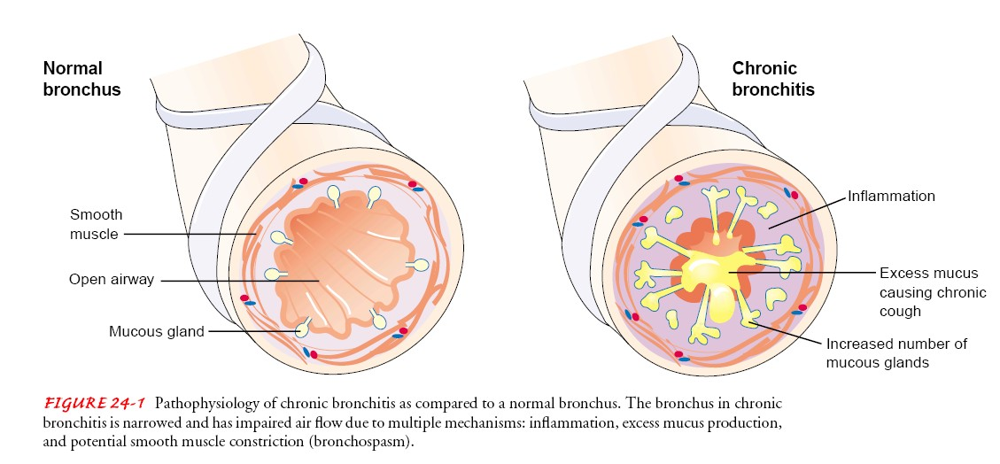 Normal
bronchus
Smooth
muscle
Open airway
Mucous gland
Chronic
bronchitis
Inflammation
Excess mucus
causing chronic
cough
Increased number of
mucous glands
FIGURE 24-1 Pathophysiology of chronic bronchitis as compared to a normal bronchus. The bronchus in chronic
bronchitis is narrowed and has impaired air flow due to multiple mechanisms: inflammation, excess mucus production,
and potential smooth muscle constriction (bronchospasm).